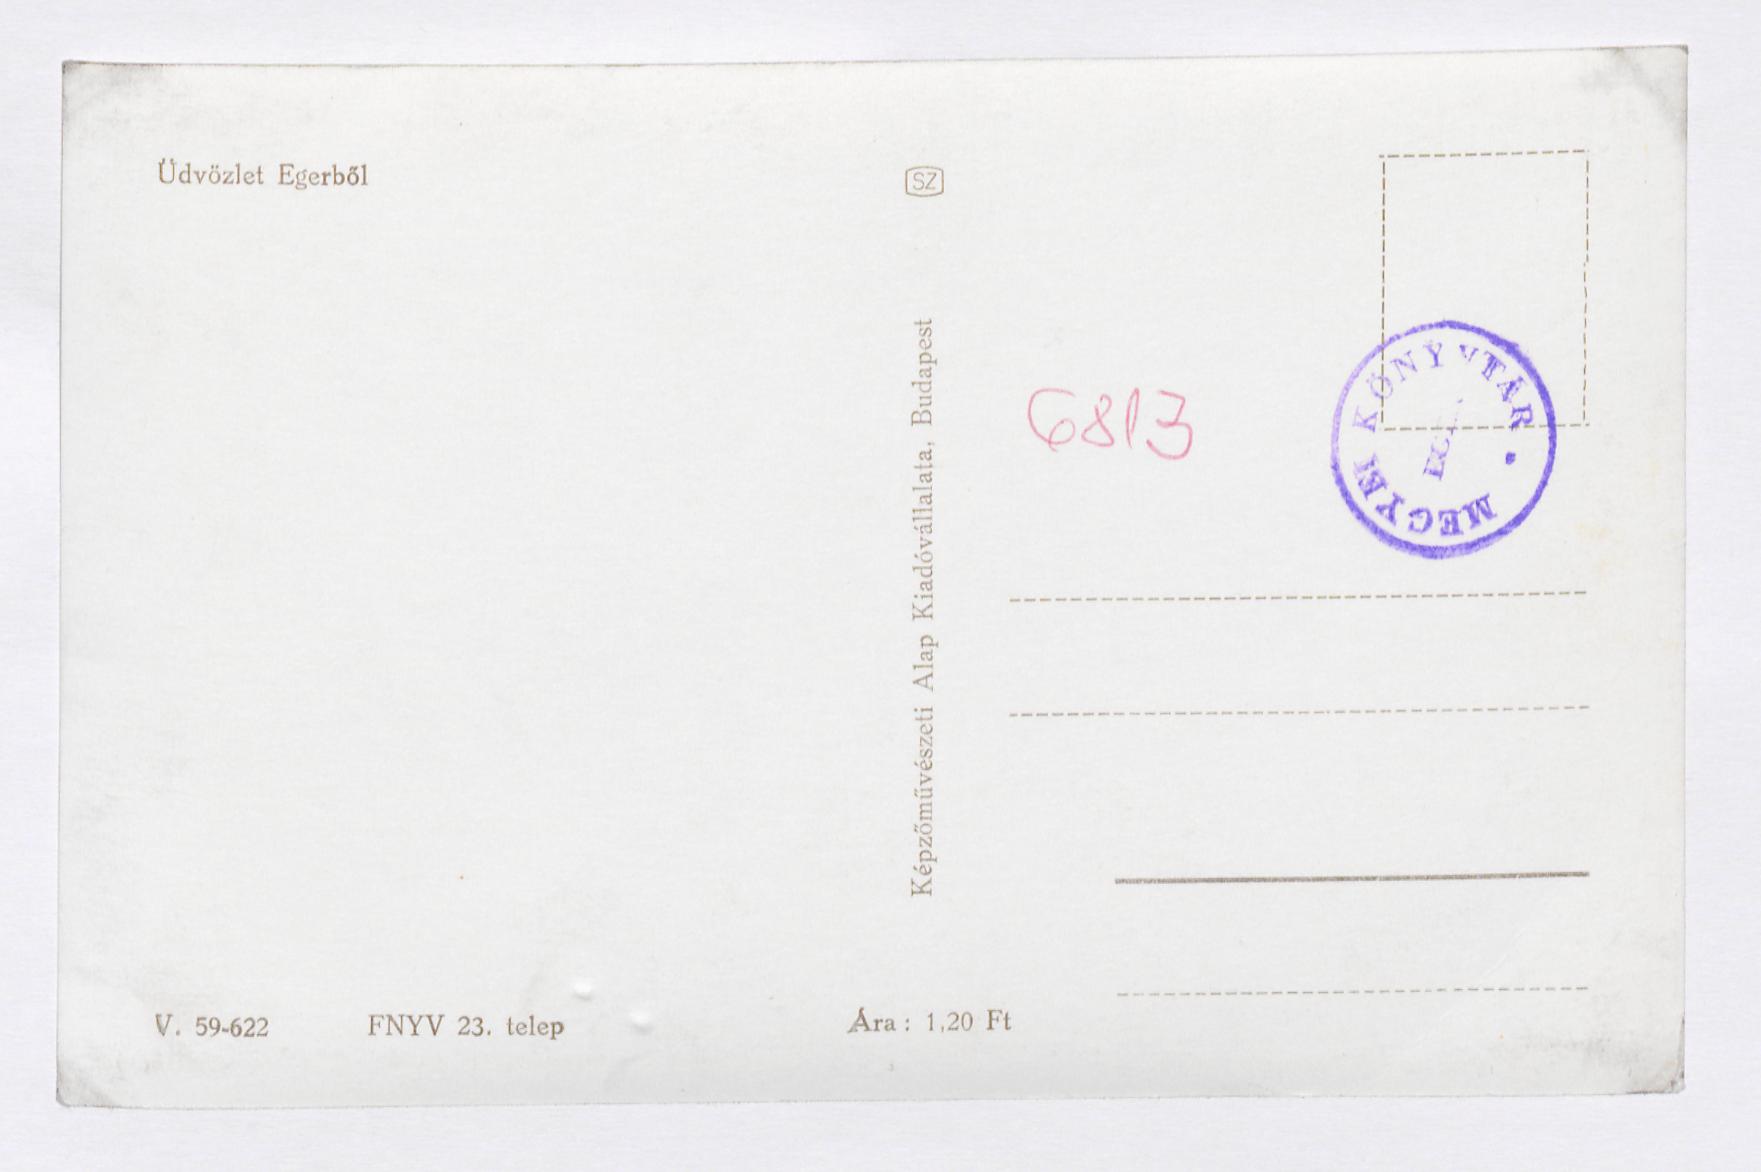 Üdvözlet Egerből
SZ
Képzőművészeti Alap Kiadóvállalata, Budapest
6813
MEGYEI KÖNYVTÁR
V. 59-622 FNYV 23. telep Ára: 1,20 Ft